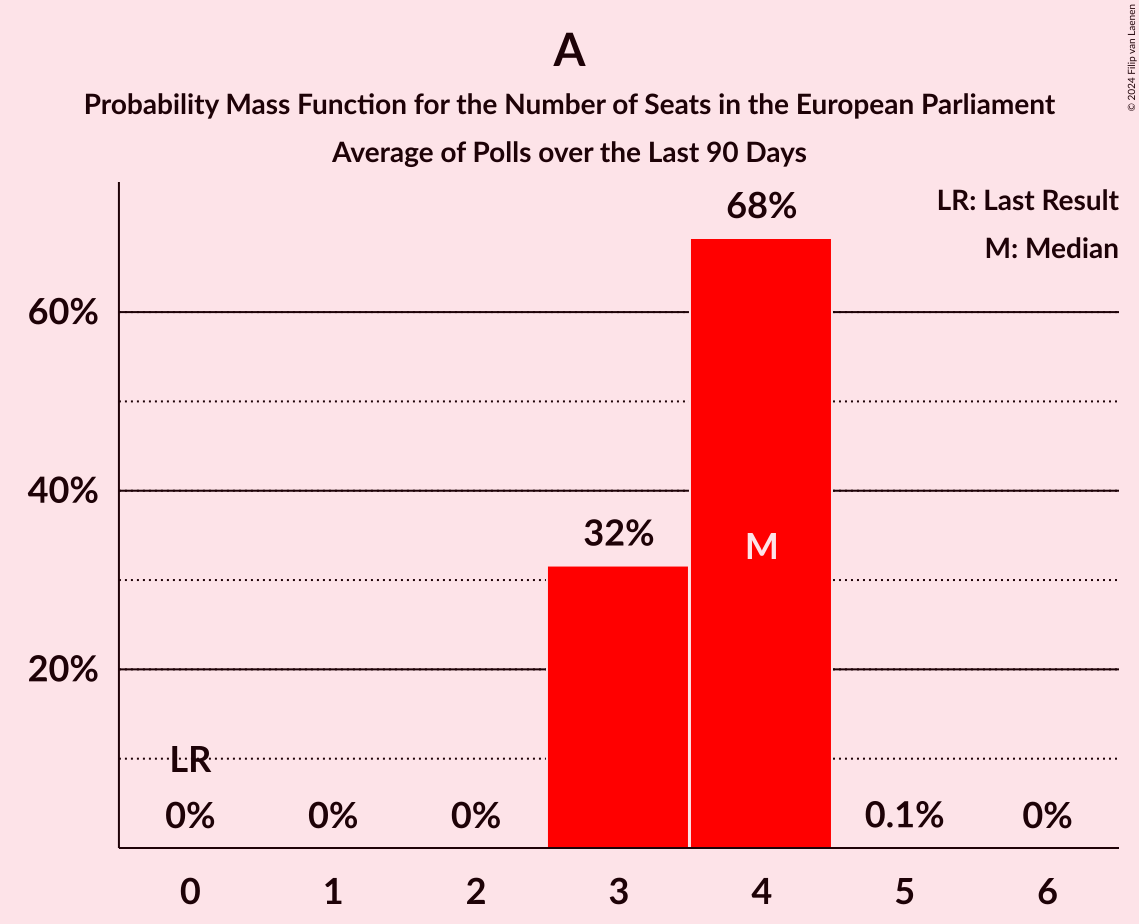 © 2024 Filip van Laenen
A
Probability Mass Function for the Number of Seats in the European Parliament
Average of Polls over the Last 90 Days
LR: Last Result
M: Median
68%
60%
40%
32%
M
20%
LR
0% 0% 0% 0.1% 0%
0 1 2 3 4 5 6